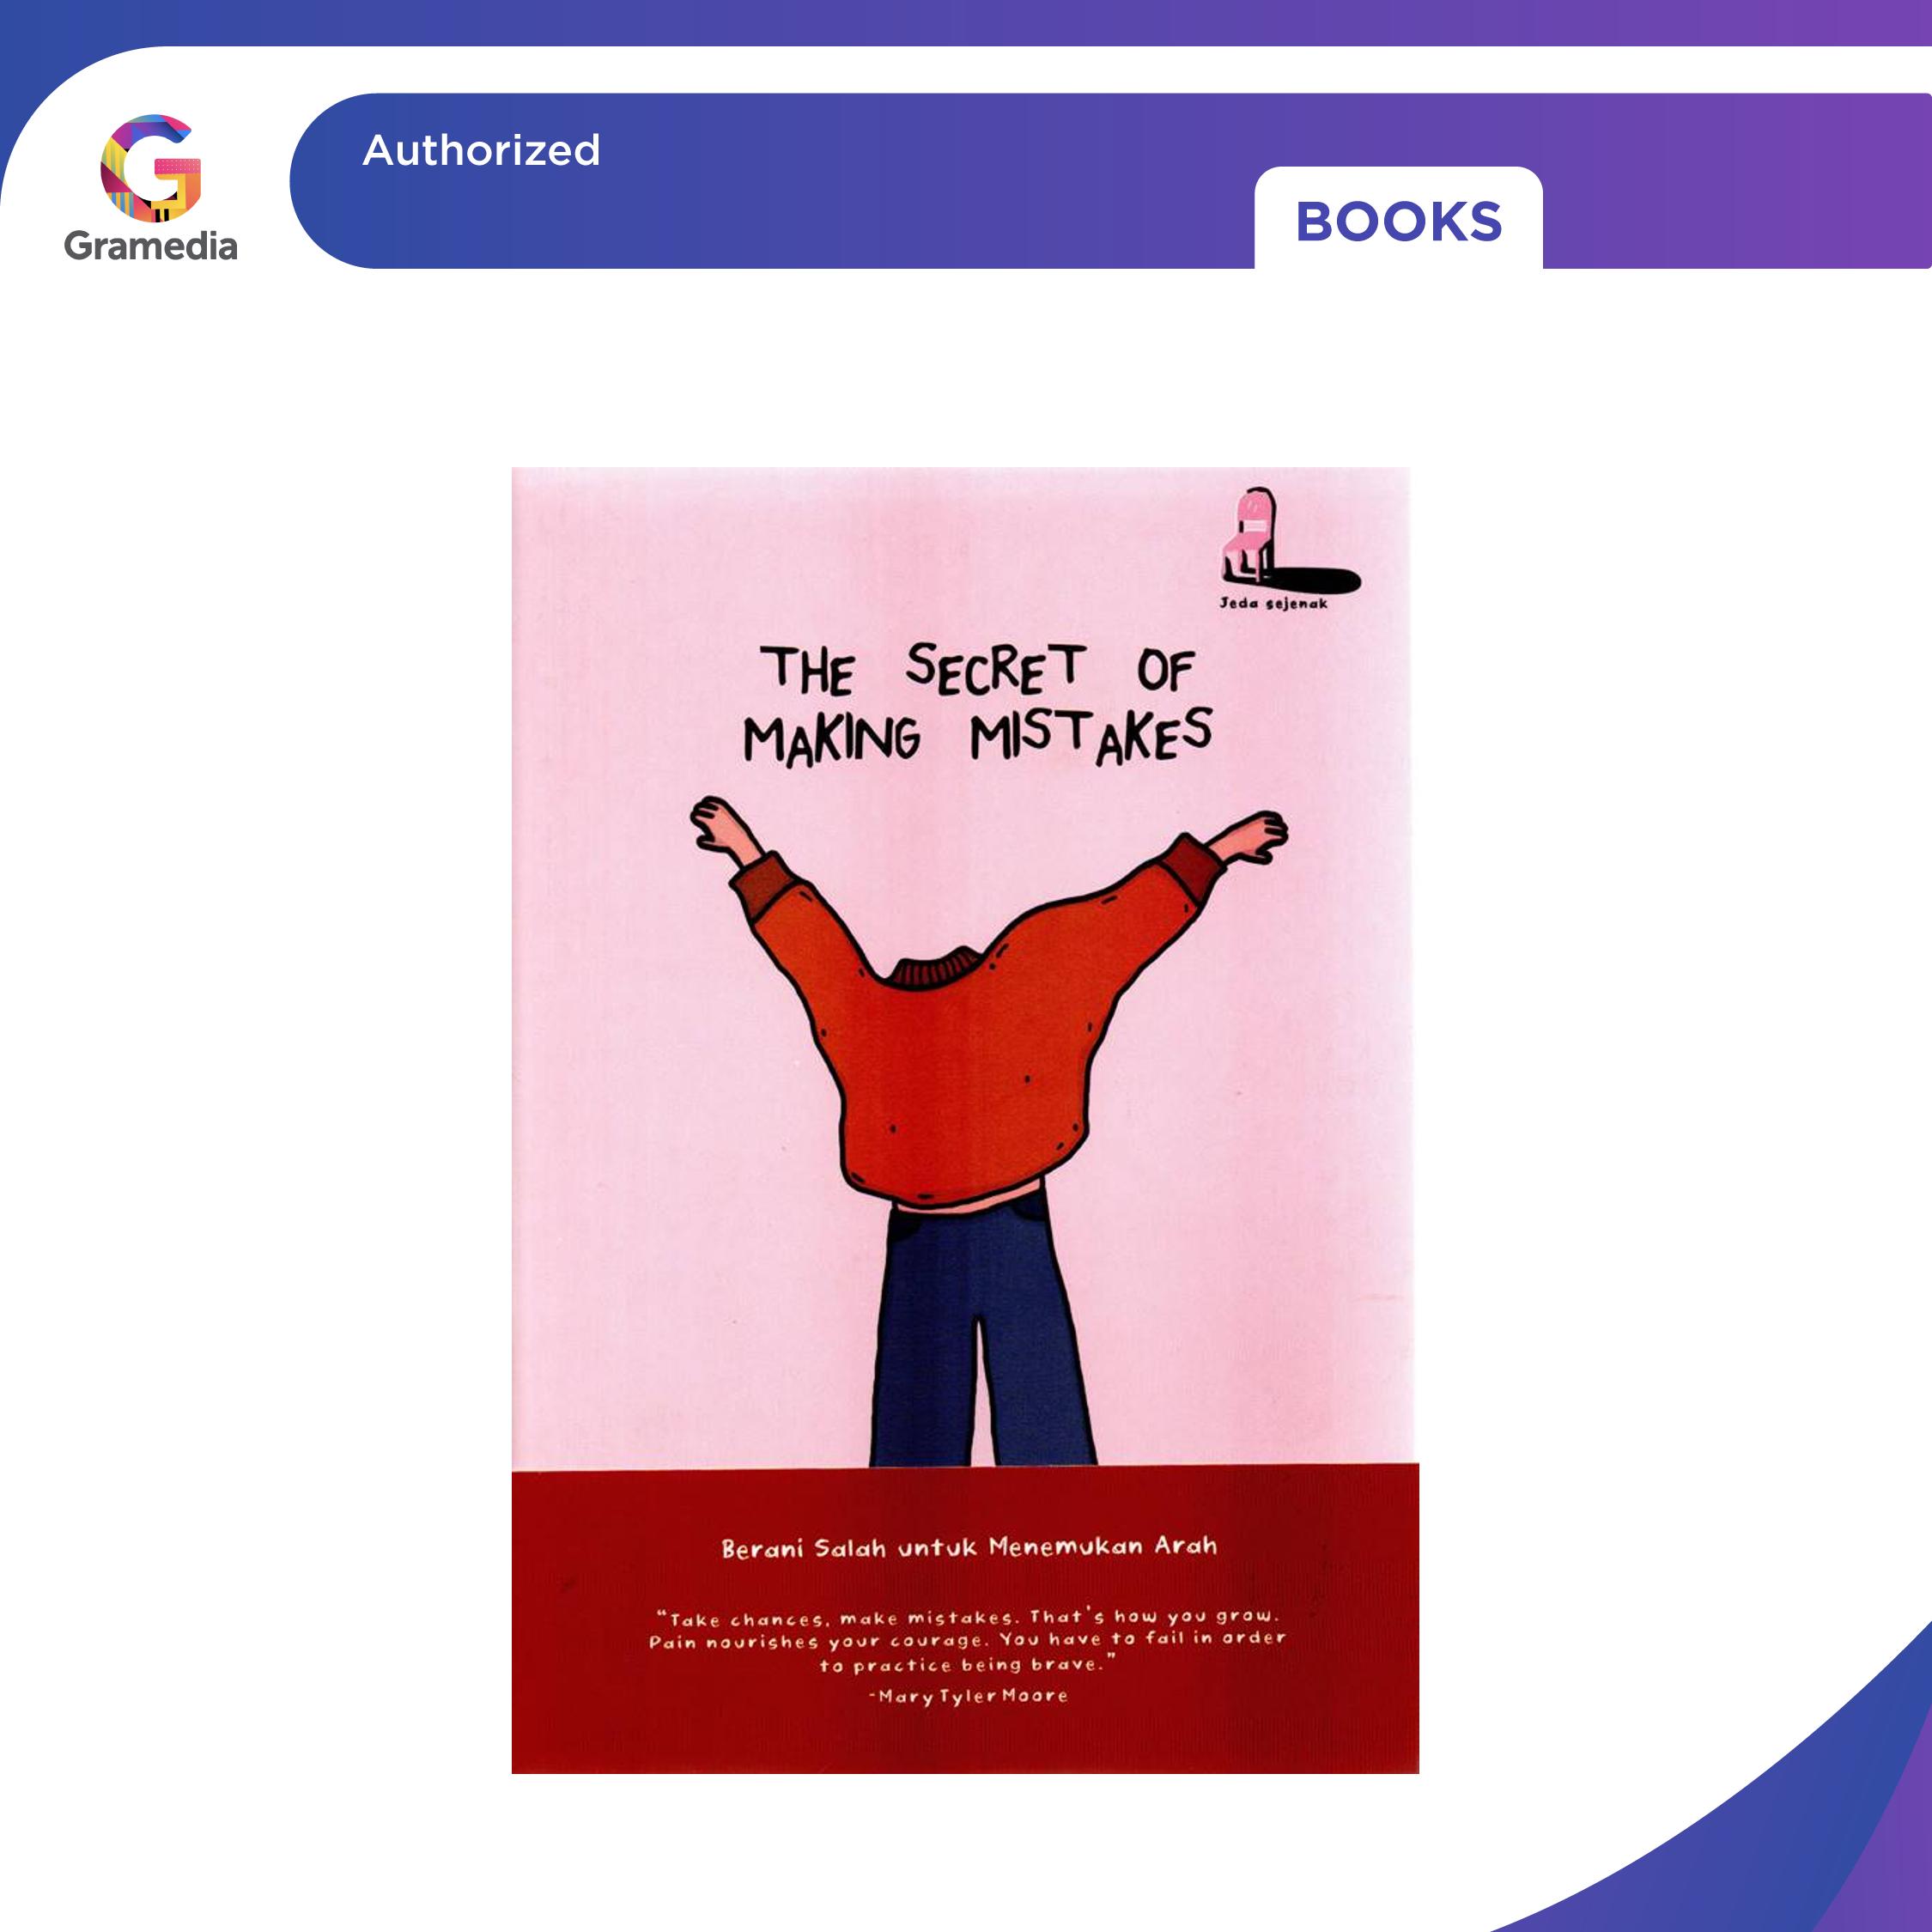 Gramedia
Authorized
BOOKS
Jeda sejenak
THE SECRET OF
MAKING MISTAKES
Berani Salah untuk Menemukan Arah
"Take chances, make mistakes. That's how you grow.
Pain nourishes your courage. You have to fail in order
to practice being brave."
-Mary Tyler Moore